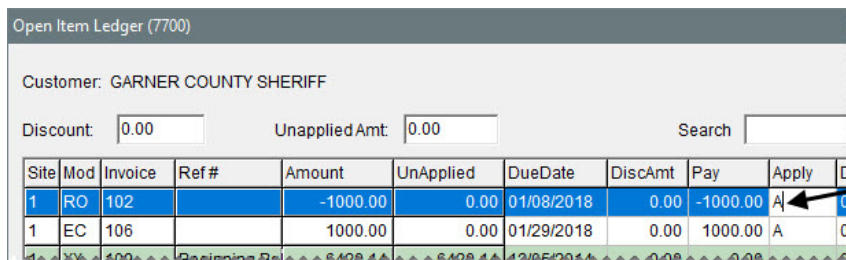 Open Item Ledger (7700)
Customer: GARNER COUNTY SHERIFF
Discount: 0.00 Unapplied Amt: 0.00 Search
Site Mod Invoice Ref # Amount UnApplied DueDate DiscAmt Pay Apply D
1 RO 102 -1000.00 0.00 01/08/2018 0.00 -1000.00 A
1 EC 106 1000.00 0.00 01/29/2018 0.00 1000.00 A 0